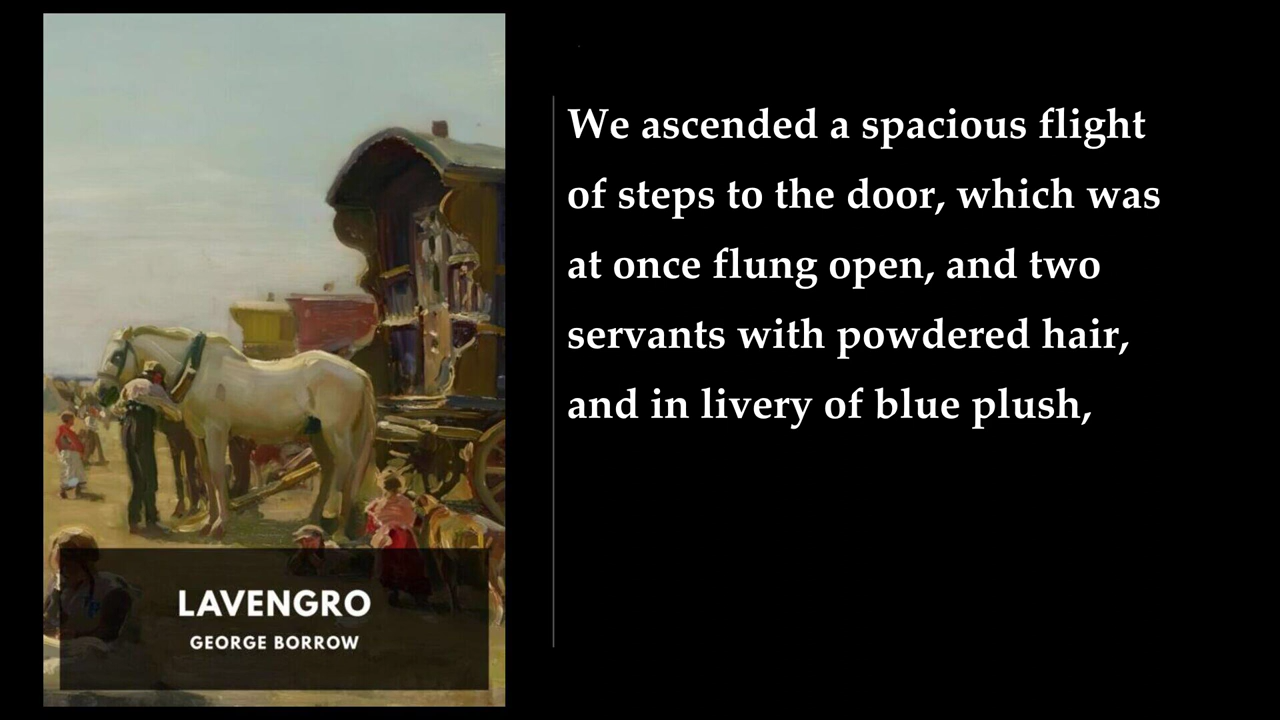 LAVENGRO
GEORGE BORROW
We ascended a spacious flight
of steps to the door, which was
at once flung open, and two
servants with powdered hair,
and in livery of blue plush,